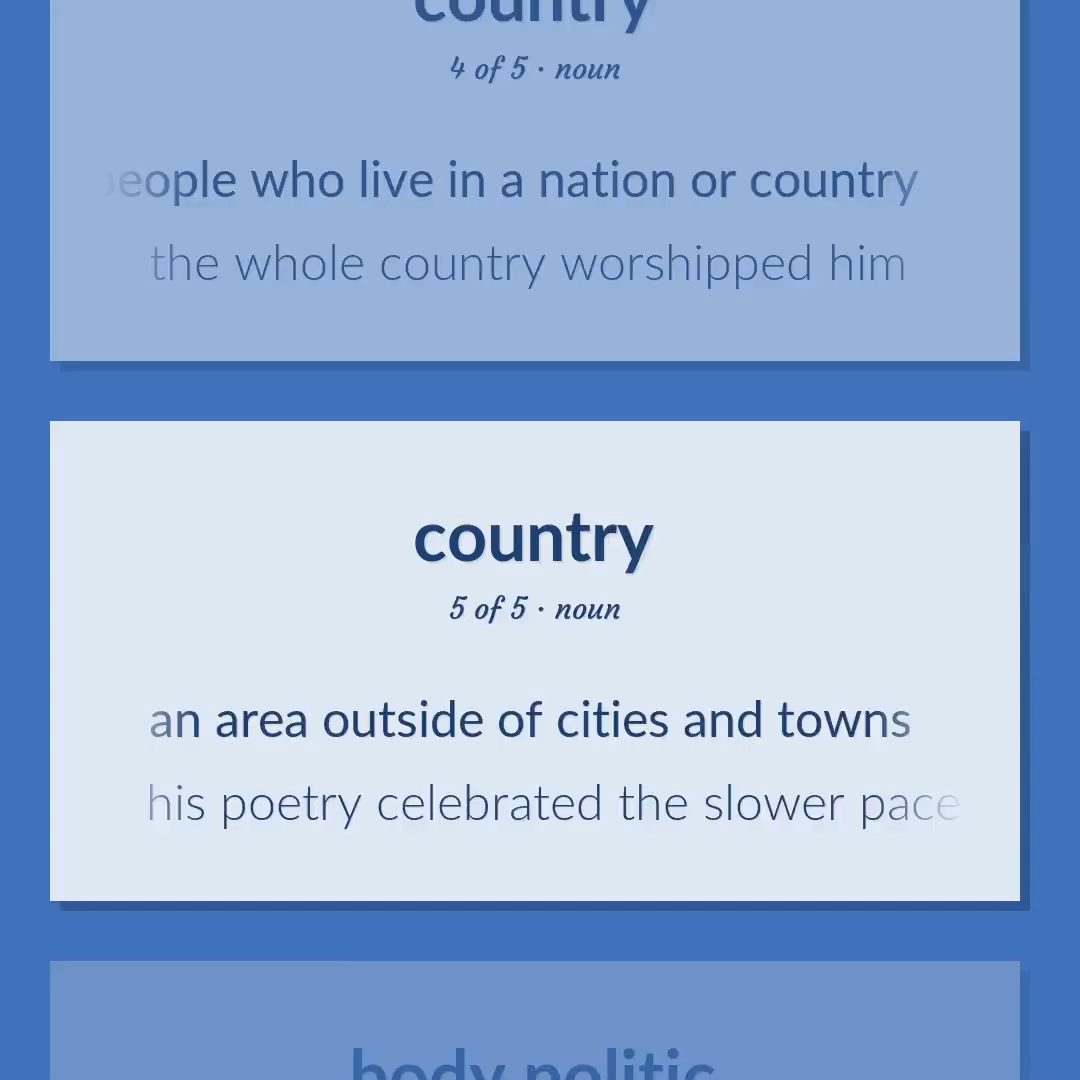 country
4 of 5 · noun
people who live in a nation or country
the whole country worshipped him
country
5 of 5 · noun
an area outside of cities and towns
his poetry celebrated the slower pace
body politic